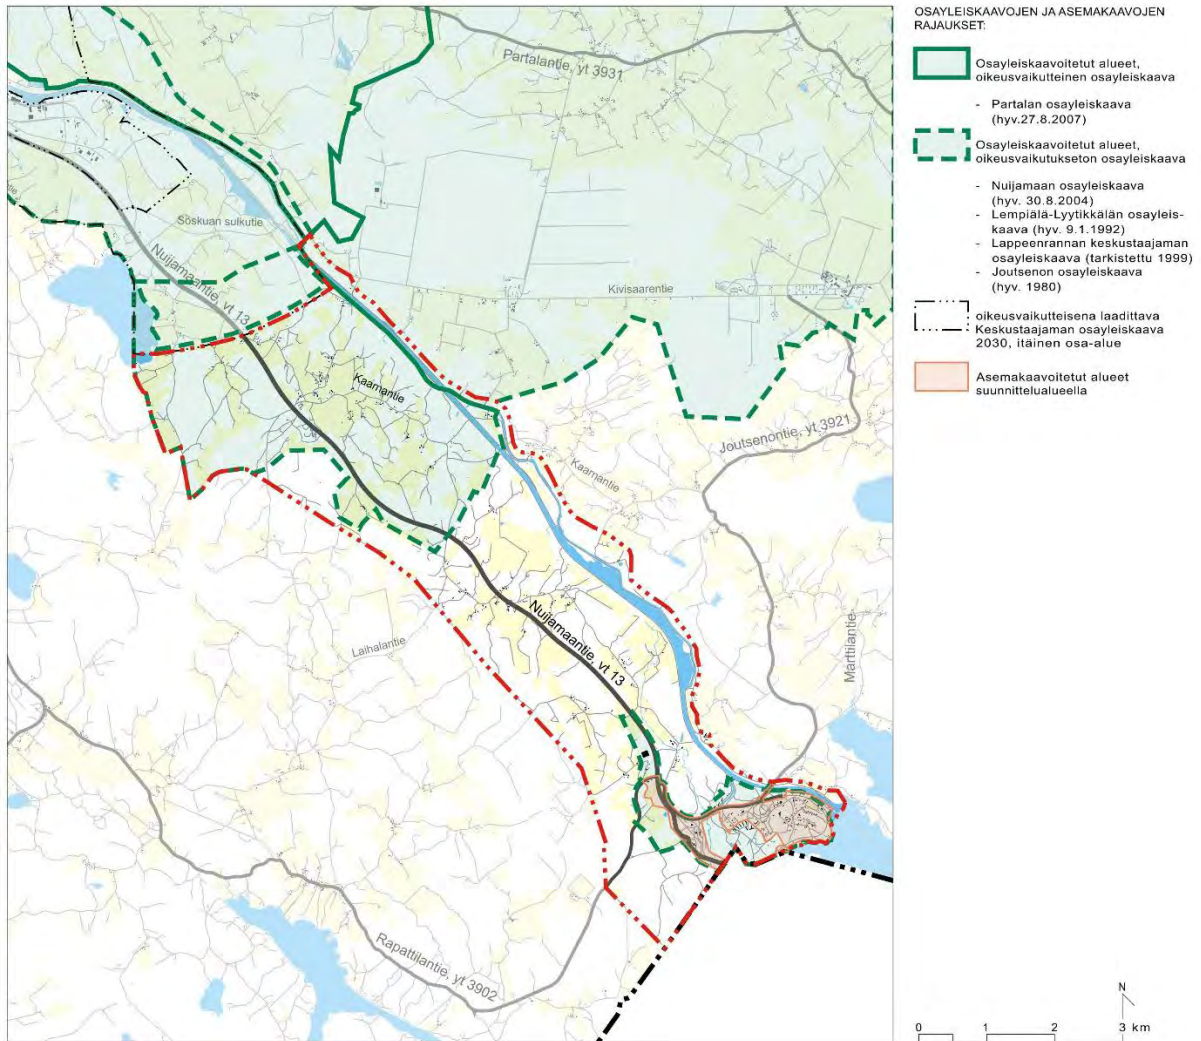 OSAYLEISKAAVOJEN JA ASEMAKAAVOJEN
RAJAUKSET:
Osayleiskaavoitetut alueet,
oikeusvaikutteinen osayleiskaava
- Partalan osayleiskaava
(hyv.27.8.2007)
Osayleiskaavoitetut alueet,
oikeusvaikutukseton osayleiskaava
- Nuijamaan osayleiskaava
(hyv. 30.8.2004)
- Lempiälä-Lyytikkälän osayleis-
kaava (hyv. 9.1.1992)
- Lappeenrannan keskustaajaman
osayleiskaava (tarkistettu 1999)
- Joutsenon osayleiskaava
(hyv. 1980)
oikeusvaikutteisena laadittava
Keskustaajaman osayleiskaava
2030, itäinen osa-alue
Asemakaavoitetut alueet
suunnittelualueella
Partalantie, yt 3931
Söskuan sulkutie
Nuijamaantie, vt 13
Kivisaarentie
Kaamantie
Joutsenontie, yt 3921
Kaamantie
Nuijamaantie, vt 13
Laihalantie
Marttilantie
Rapattilantie, yt 3902
N
0 1 2 3 km